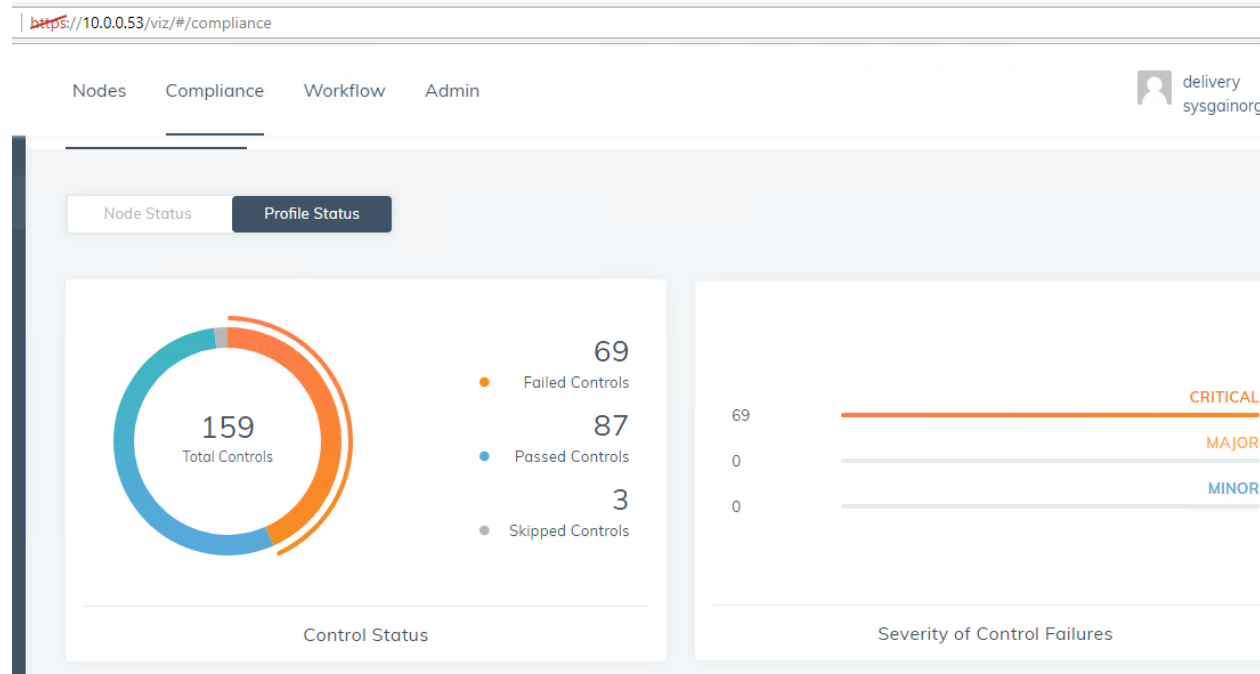 https://10.0.0.53/viz/#/compliance
Nodes Compliance Workflow Admin
delivery
sysgainorg
Node Status Profile Status
159
Total Controls
69
Failed Controls
87
Passed Controls
3
Skipped Controls
Control Status
CRITICAL
69
MAJOR
0
MINOR
0
Severity of Control Failures